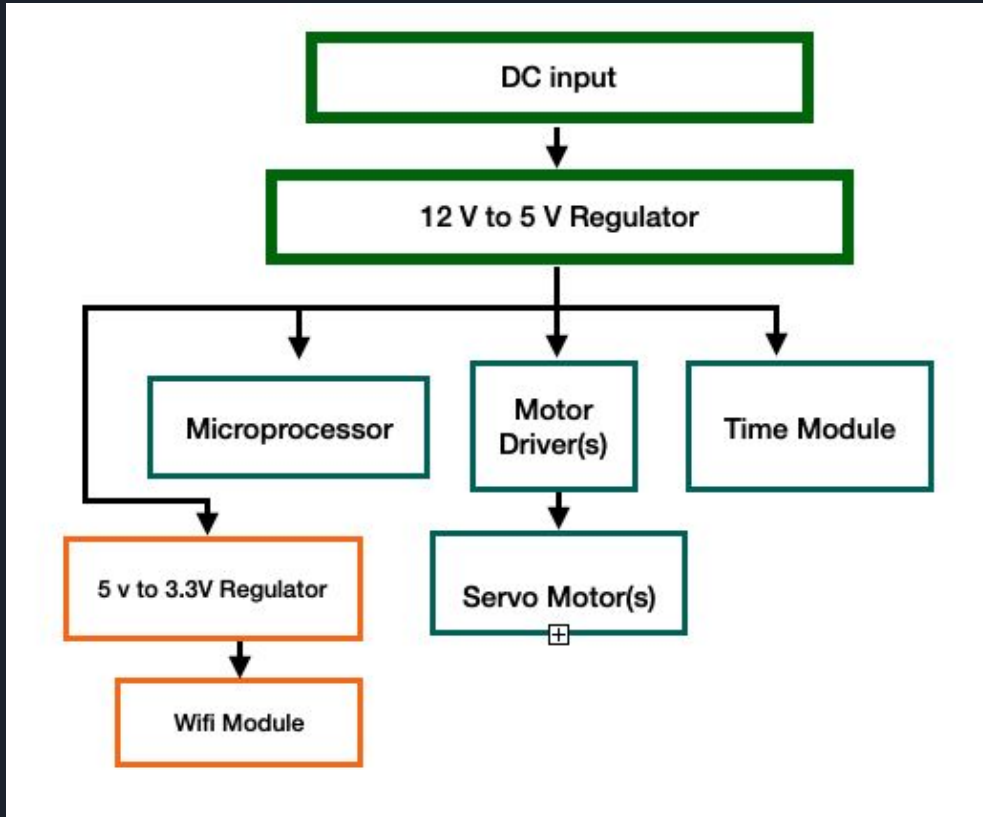 DC input
12 V to 5 V Regulator
Microprocessor
Motor
Driver(s)
Time Module
5 v to 3.3V Regulator
Servo Motor(s)
Wifi Module